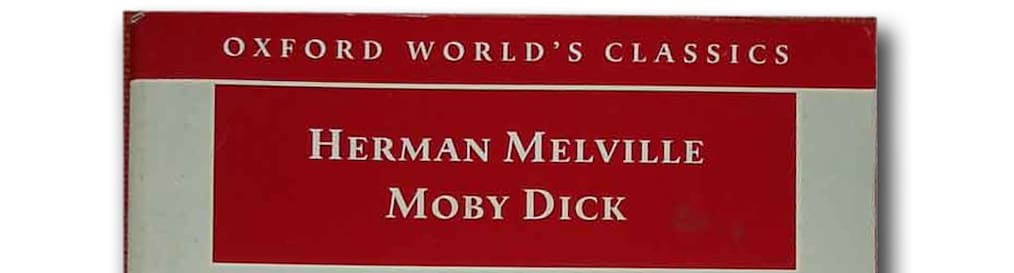 OXFORD WORLD'S CLASSICS
HERMAN MELVILLE
MOBY DICK